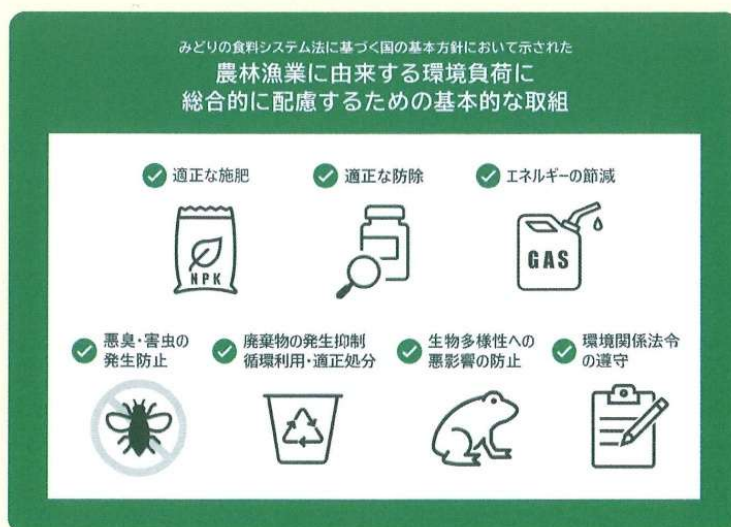 みどりの食料システム法に基づく国の基本方針において示された
農林漁業に由来する環境負荷に
総合的に配慮するための基本的な取組
適正な施肥
適正な防除
エネルギーの節減
NPK
GAS
悪臭・害虫の
発生防止
廃棄物の発生抑制
循環利用・適正処分
生物多様性への
悪影響の防止
環境関係法令
の遵守